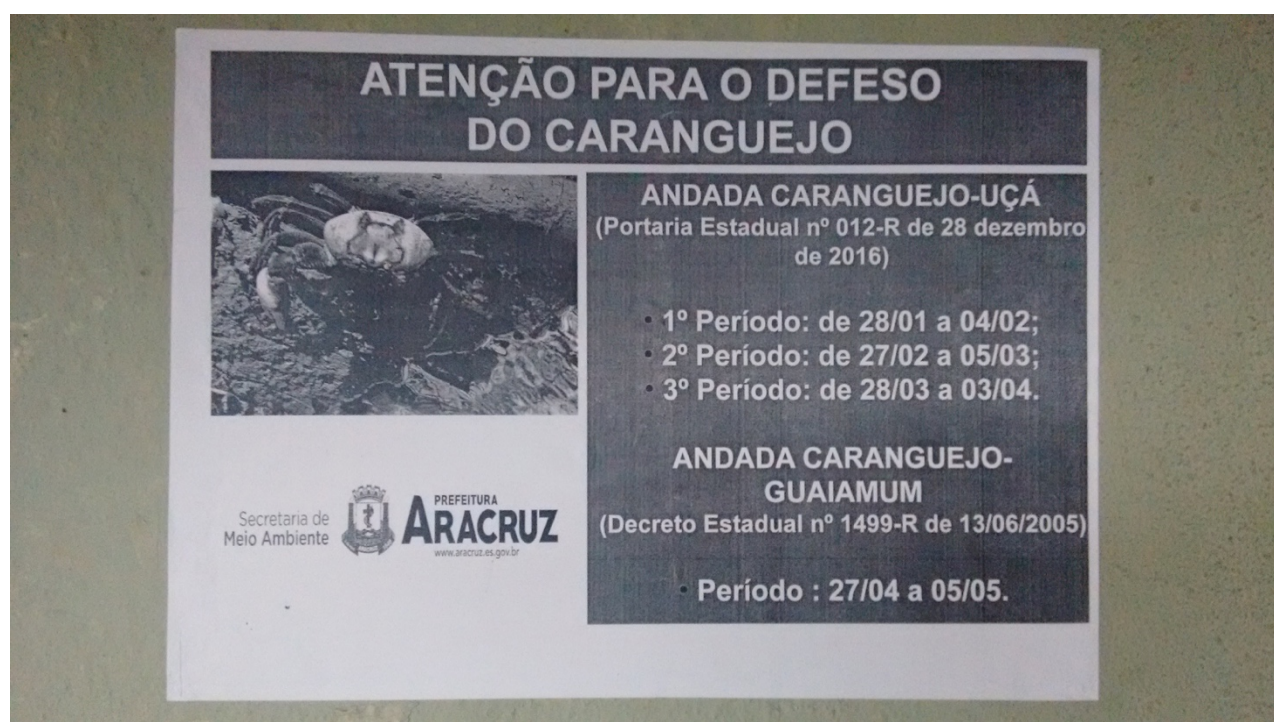 ATENÇÃO PARA O DEFESO
DO CARANGUEJO
ANDADA CARANGUEJO-UÇÁ
(Portaria Estadual nº 012-R de 28 dezembro
de 2016)
• 1º Período: de 28/01 a 04/02;
• 2º Período: de 27/02 a 05/03;
• 3º Período: de 28/03 a 03/04.
ANDADA CARANGUEJO-
GUAIAMUM
(Decreto Estadual nº 1499-R de 13/06/2005)
• Período : 27/04 a 05/05.
Secretaria de
Meio Ambiente
PREFEITURA
ARACRUZ
www.aracruz.es.gov.br